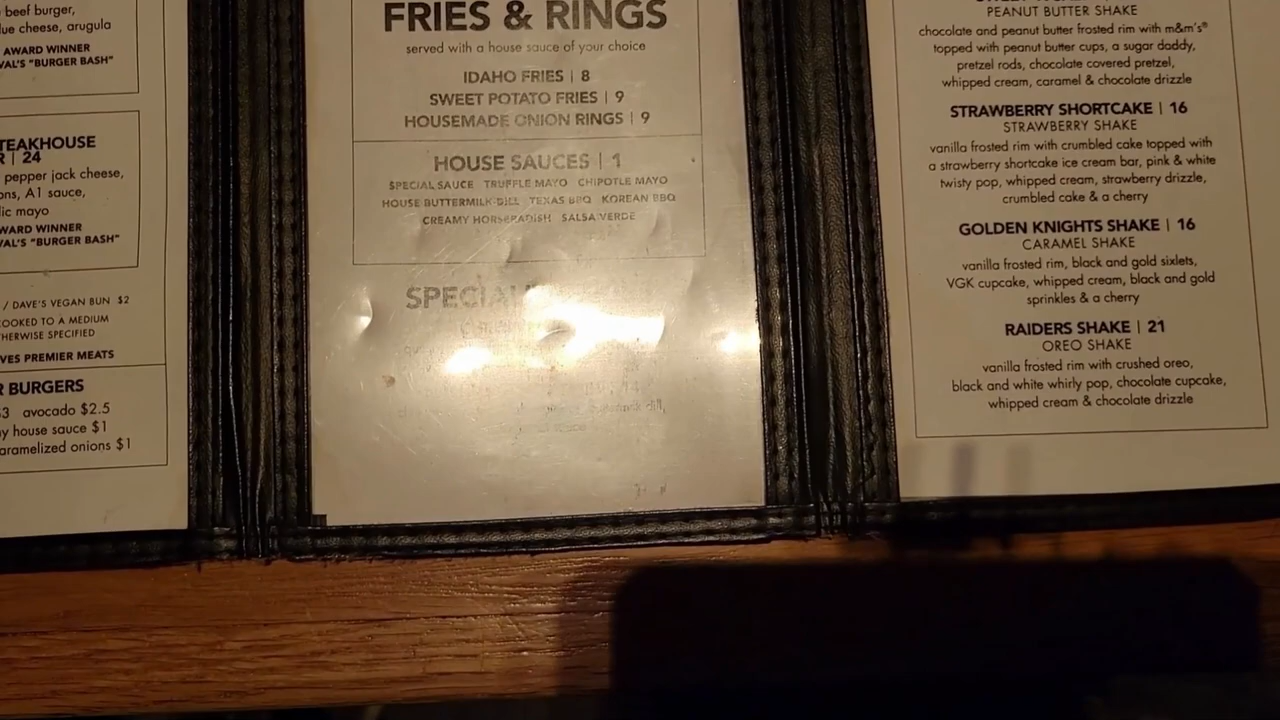 beef burger,
blue cheese, arugula
AWARD WINNER
VAL'S "BURGER BASH"
TEAKHOUSE
R | 24
pepper jack cheese,
ons, A1 sauce,
lic mayo
WARD WINNER
VAL'S "BURGER BASH"
/ DAVE'S VEGAN BUN $2
COOKED TO A MEDIUM
THERWISE SPECIFIED
VES PREMIER MEATS
R BURGERS
$3 avocado $2.5
ny house sauce $1
caramelized onions $1
FRIES & RINGS
served with a house sauce of your choice
IDAHO FRIES | 8
SWEET POTATO FRIES | 9
HOUSEMADE ONION RINGS | 9
HOUSE SAUCES | 1
SPECIAL SAUCE TRUFFLE MAYO CHIPOTLE MAYO
HOUSE BUTTERMILK-DILL TEXAS BBQ KOREAN BBQ
CREAMY HORSERADISH SALSA VERDE
PEANUT BUTTER SHAKE
chocolate and peanut butter frosted rim with m&m's®
topped with peanut butter cups, a sugar daddy,
pretzel rods, chocolate covered pretzel,
whipped cream, caramel & chocolate drizzle
STRAWBERRY SHORTCAKE | 16
STRAWBERRY SHAKE
vanilla frosted rim with crumbled cake topped with
a strawberry shortcake ice cream bar, pink & white
twisty pop, whipped cream, strawberry drizzle,
crumbled cake & a cherry
GOLDEN KNIGHTS SHAKE | 16
CARAMEL SHAKE
vanilla frosted rim, black and gold sixlets,
VGK cupcake, whipped cream, black and gold
sprinkles & a cherry
RAIDERS SHAKE | 21
OREO SHAKE
vanilla frosted rim with crushed oreo,
black and white whirly pop, chocolate cupcake,
whipped cream & chocolate drizzle